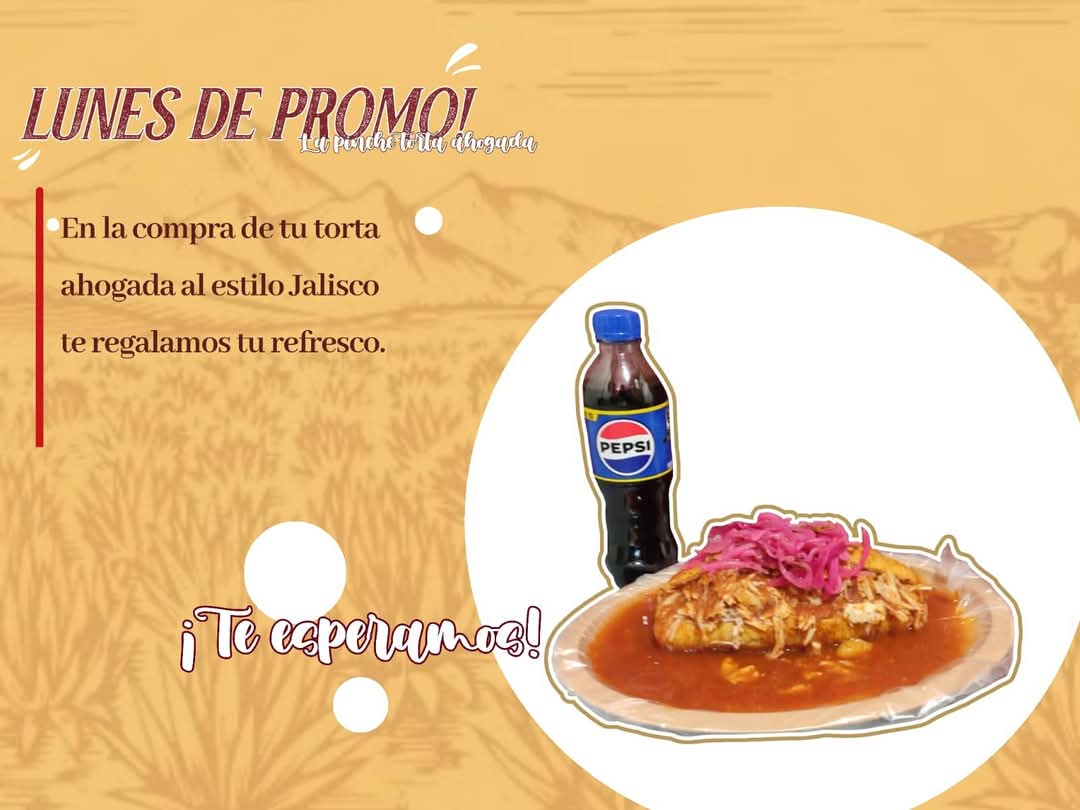 LUNES DE PROMO!
La pinche torta ahogada
En la compra de tu torta
ahogada al estilo Jalisco
te regalamos tu refresco.
PEPSI
¡Te esperamos!